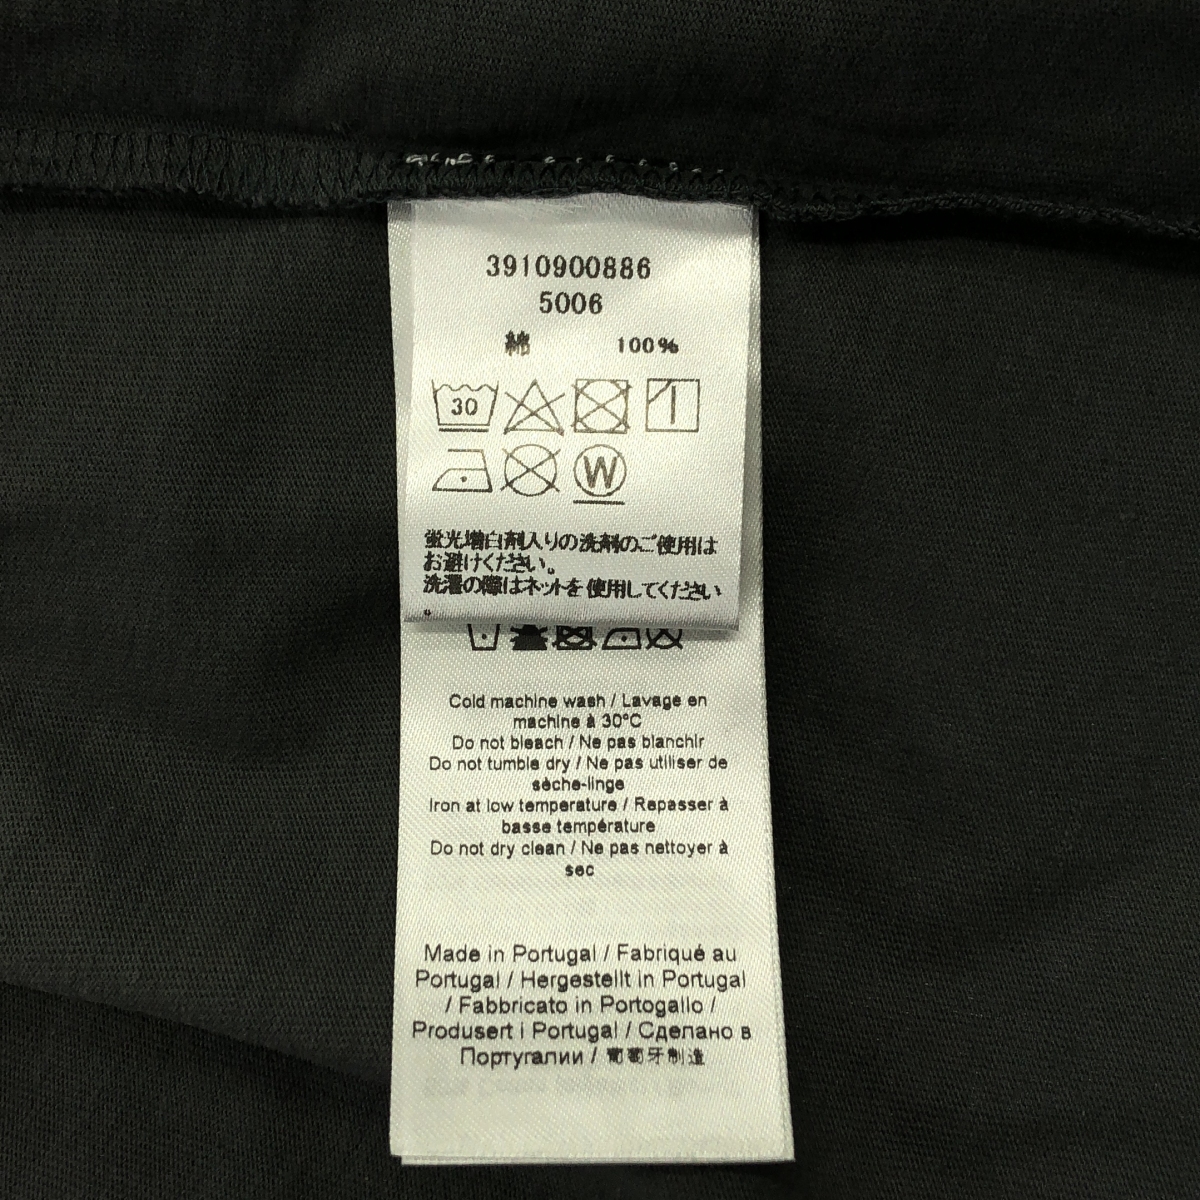 3910900886
5006
綿 100%
30
W
蛍光増白剤入りの洗剤のご使用は
お避けください。
洗濯の際はネットを使用してください
。
Cold machine wash / Lavage en
machine à 30°C
Do not bleach / Ne pas blanchir
Do not tumble dry / Ne pas utiliser de
sèche-linge
Iron at low temperature / Repasser à
basse température
Do not dry clean / Ne pas nettoyer à
sec
Made in Portugal / Fabriqué au
Portugal / Hergestellt in Portugal
/ Fabbricato in Portogallo /
Produsert i Portugal / Сделано в
Португалии / 葡萄牙制造